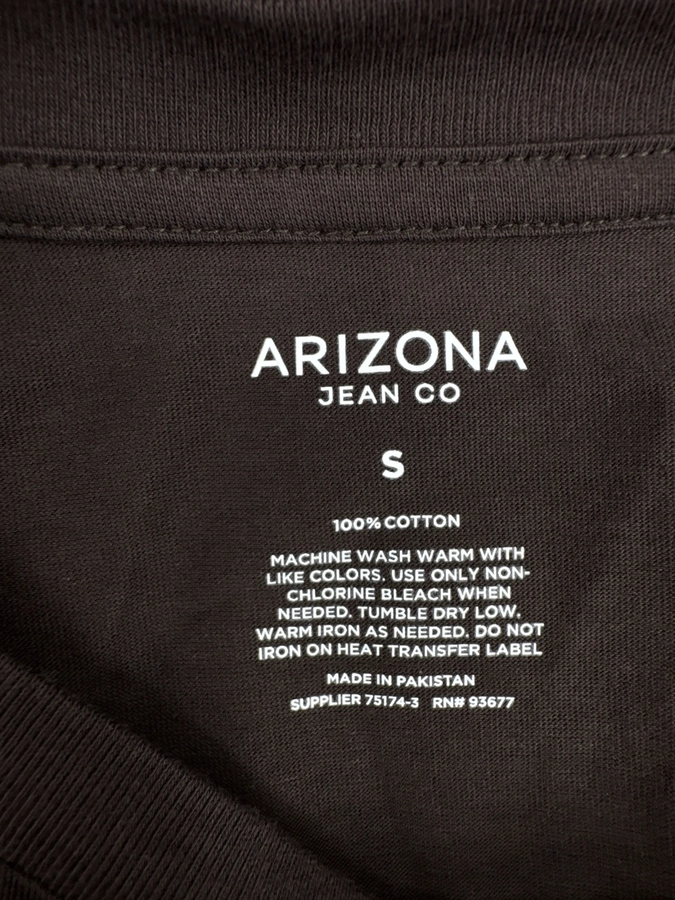 ARIZONA
JEAN CO
S
100% COTTON
MACHINE WASH WARM WITH
LIKE COLORS. USE ONLY NON-
CHLORINE BLEACH WHEN
NEEDED. TUMBLE DRY LOW.
WARM IRON AS NEEDED. DO NOT
IRON ON HEAT TRANSFER LABEL
MADE IN PAKISTAN
SUPPLIER 75174-3 RN# 93677